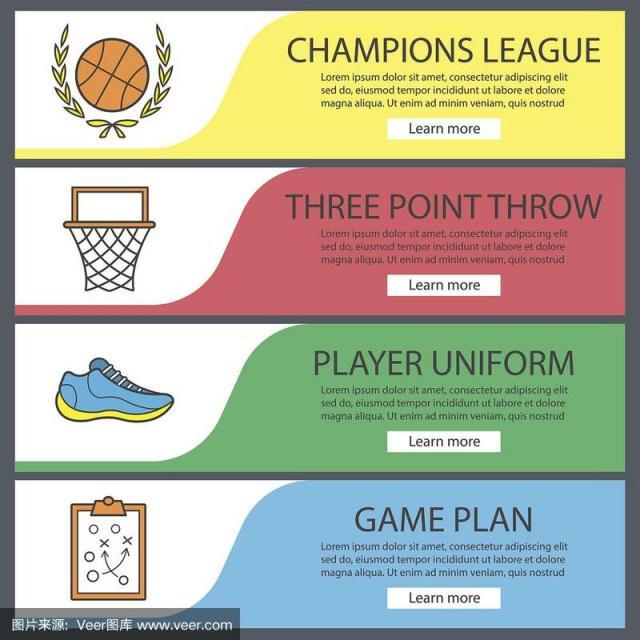 CHAMPIONS LEAGUE
Lorem ipsum dolor sit amet, consectetur adipiscing elit
sed do eiusmod tempor incididunt ut labore et dolore
magna aliqua. Ut enim ad minim veniam, quis nostrud
Learn more
THREE POINT THROW
Lorem ipsum dolor sit amet, consectetur adipiscing elit
sed do eiusmod tempor incididunt ut labore et dolore
magna aliqua. Ut enim ad minim veniam, quis nostrud
Learn more
PLAYER UNIFORM
Lorem ipsum dolor sit amet, consectetur adipiscing elit
sed do eiusmod tempor incididunt ut labore et dolore
magna aliqua. Ut enim ad minim veniam, quis nostrud
Learn more
GAME PLAN
Lorem ipsum dolor sit amet, consectetur adipiscing elit
sed do eiusmod tempor incididunt ut labore et dolore
magna aliqua. Ut enim ad minim veniam, quis nostrud
Learn more
图片来源：Veer图库 www.veer.com